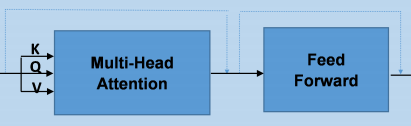 K
Q
V
Multi-Head
Attention
Feed
Forward